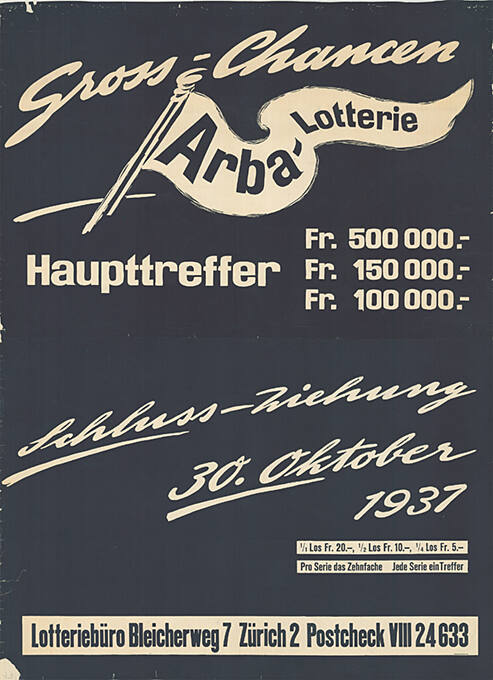 Gross-Chancen
Arba-Lotterie
Haupttreffer
Fr. 500 000.-
Fr. 150 000.-
Fr. 100 000.-
Schluss-Ziehung
30. Oktober
1937
1/1 Los Fr. 20.–, 1/2 Los Fr. 10.–, 1/4 Los Fr. 5.–
Pro Serie das Zehnfache Jede Serie ein Treffer
Lotteriebüro Bleicherweg 7 Zürich 2 Postcheck VIII 24 633